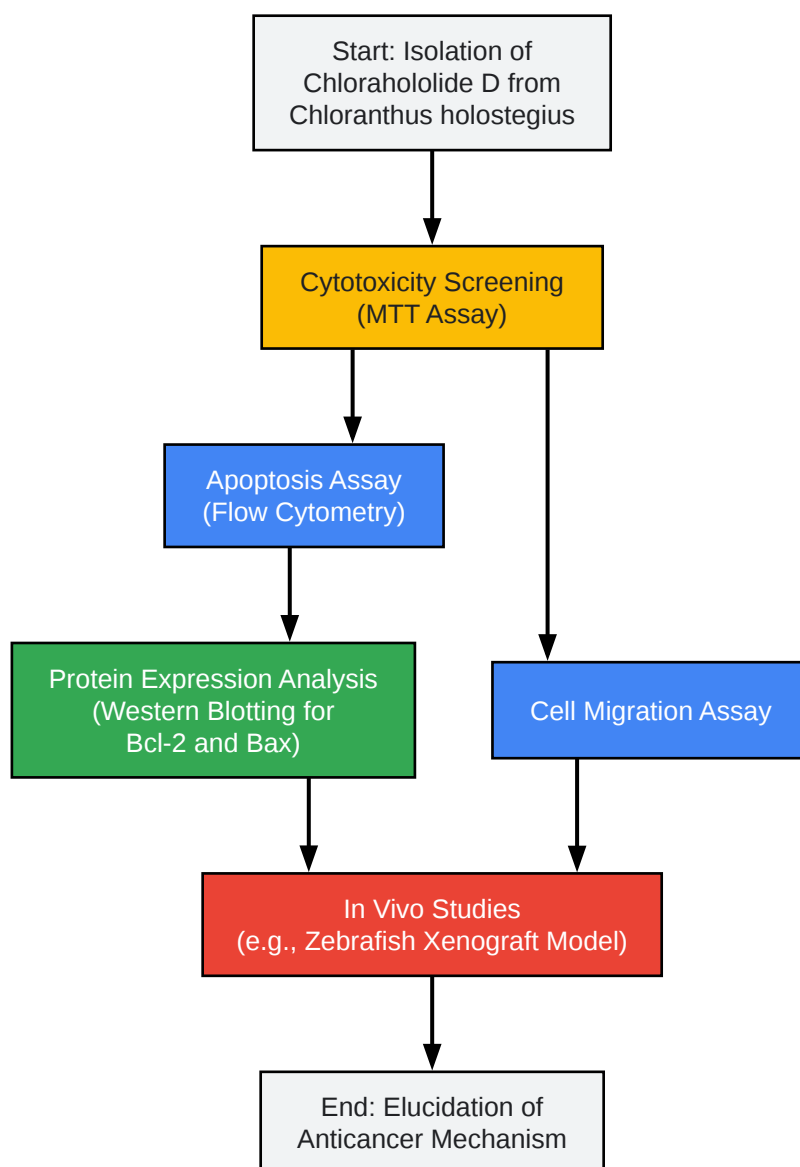 Start: Isolation of
Chlorahololide D from
Chloranthus holostegius
Cytotoxicity Screening
(MTT Assay)
Apoptosis Assay
(Flow Cytometry)
Protein Expression Analysis
(Western Blotting for
Bcl-2 and Bax)
Cell Migration Assay
In Vivo Studies
(e.g., Zebrafish Xenograft Model)
End: Elucidation of
Anticancer Mechanism